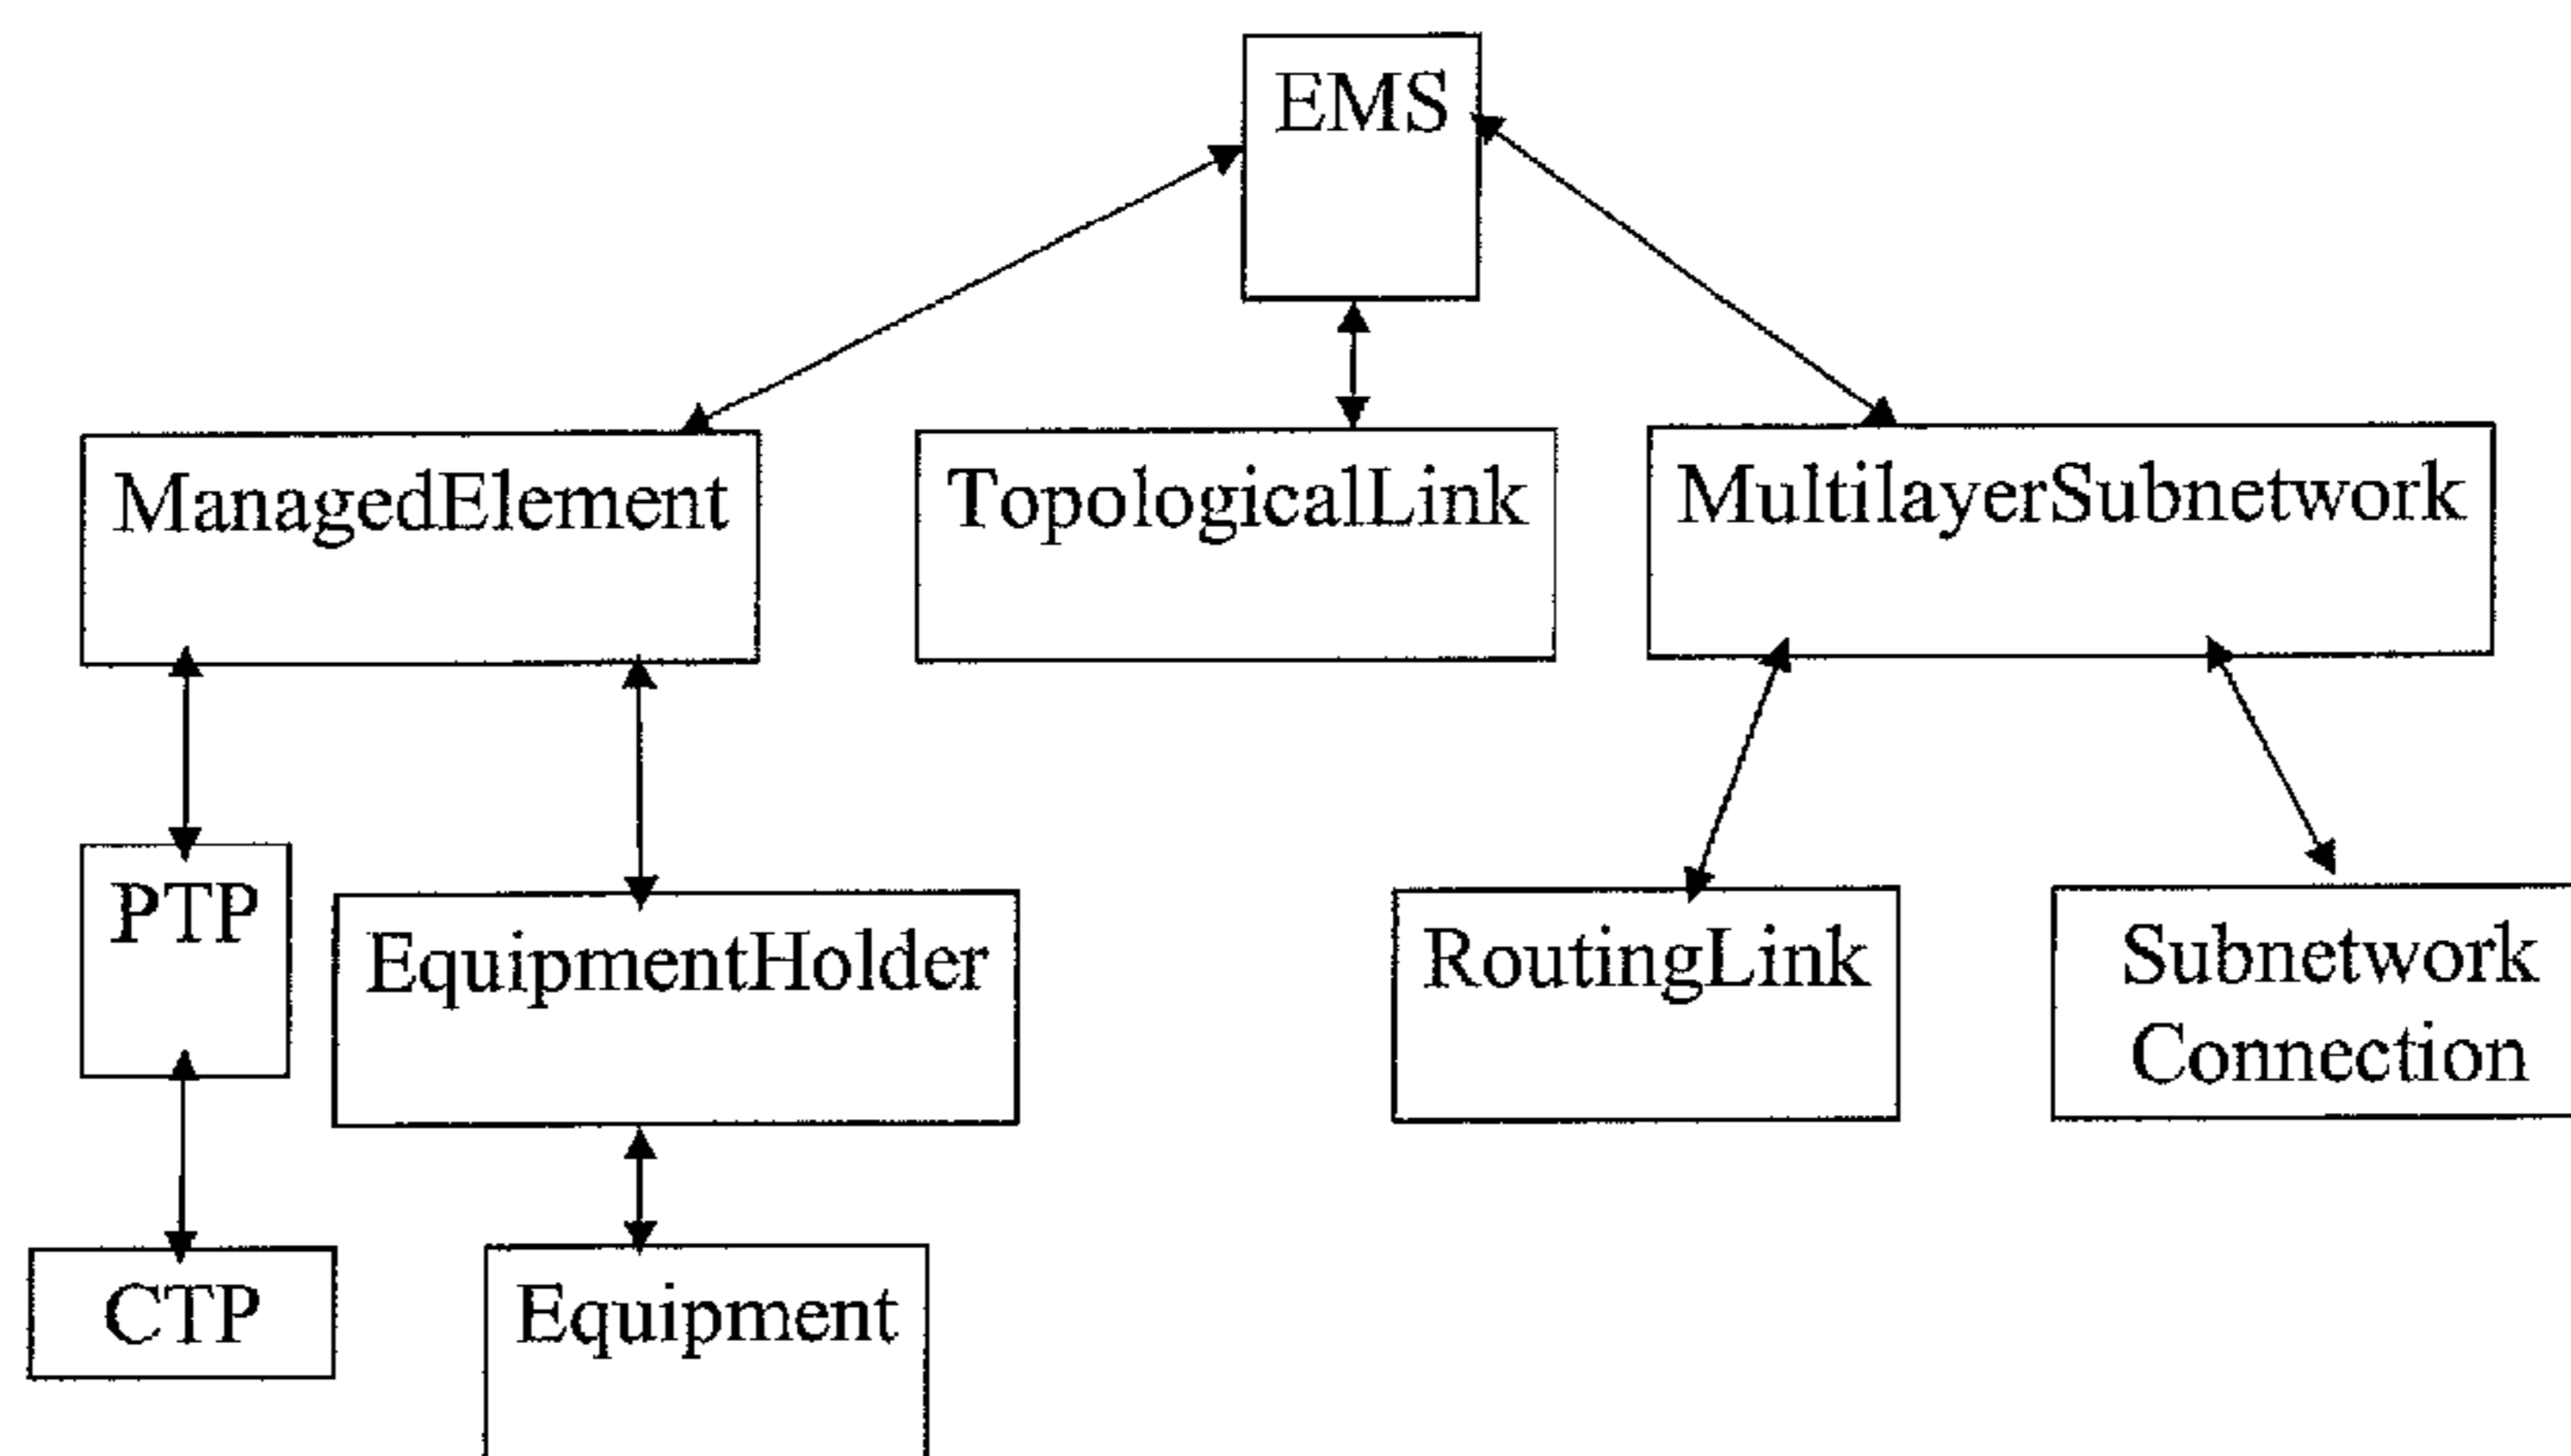 EMS
ManagedElement
TopologicalLink
MultilayerSubnetwork
PTP
EquipmentHolder
RoutingLink
Subnetwork
Connection
CTP
Equipment